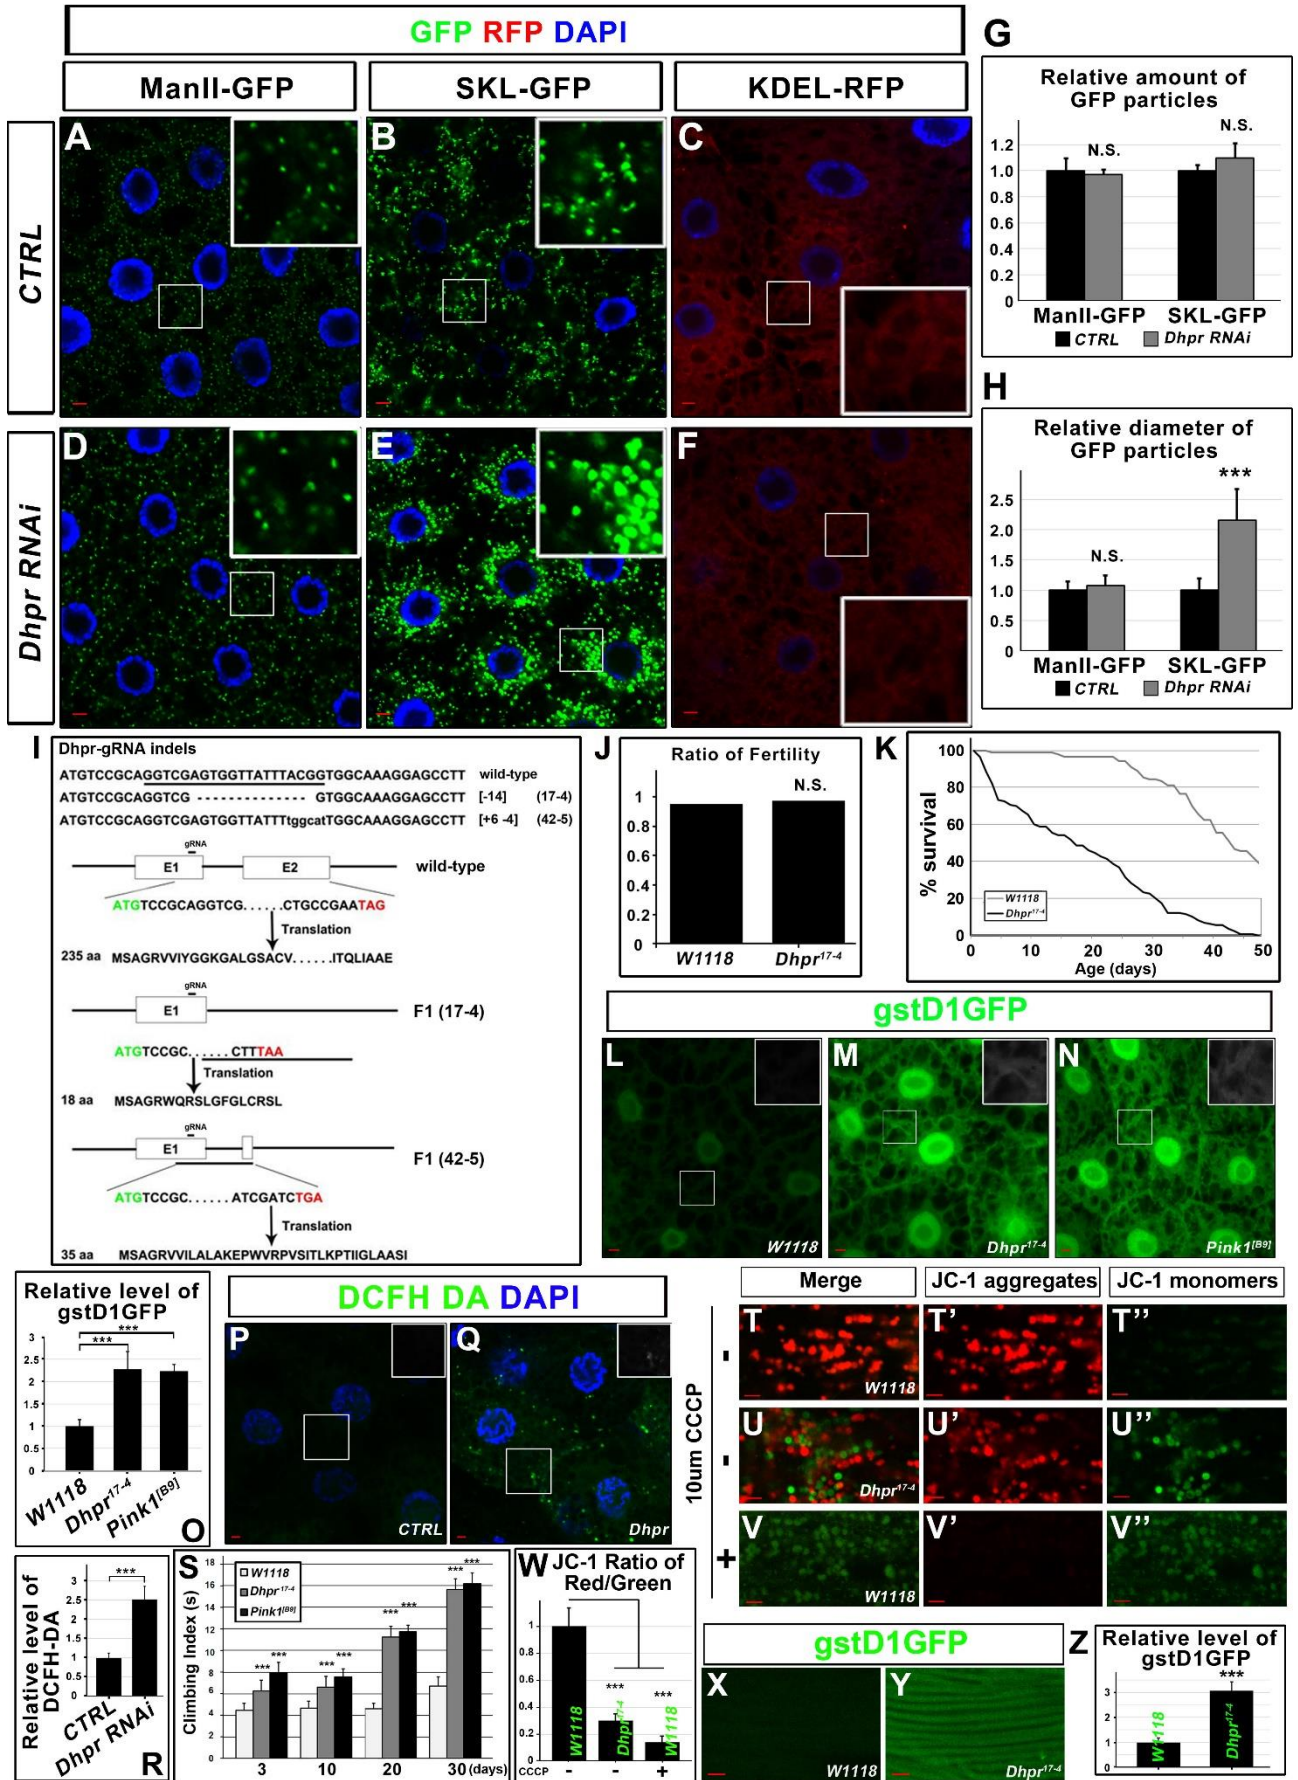 GFP RFP DAPI
ManII-GFP SKL-GFP KDEL-RFP
CTRL
A B C
Dhpr RNAi
D E F
G
Relative amount of
GFP particles
N.S. N.S.
1.2
1.0
0.8
0.6
0.4
0.2
0
ManII-GFP SKL-GFP
CTRL Dhpr RNAi
H
Relative diameter of
GFP particles
N.S. ***
2.5
2.0
1.5
1.0
0.5
0
ManII-GFP SKL-GFP
CTRL Dhpr RNAi
I
Dhpr-gRNA indels
ATGTCCGCAGGTCGAGTGGTTATTTACGGTGGCAAAGGAGCCTT wild-type
ATGTCCGCAGGTCG - - - - - - - - - - - - - - GTGGCAAAGGAGCCTT [-14] (17-4)
ATGTCCGCAGGTCGAGTGGTTATTTtggcatTGGCAAAGGAGCCTT [+6 -4] (42-5)
gRNA
E1 E2 wild-type
ATGTCCGCAGGTCG......CTGCCGAATAG
Translation
235 aa MSAGRVVIYGGKGALGSACV......ITQLIAAE
gRNA
E1 F1 (17-4)
ATGTCCGC......CTTTAA
Translation
18 aa MSAGRWQRSLGFGLCRSL
gRNA
E1 F1 (42-5)
ATGTCCGC......ATCGATCTGA
Translation
35 aa MSAGRVVILALAKEPWVRPVSITLKPTIIGLAASI
J
Ratio of Fertility
N.S.
1
0.8
0.6
0.4
0.2
0
W1118 Dhpr17-4
K
% survival
100
80
60
40
20
0
W1118
Dhpr17-4
0 10 20 30 40 50
Age (days)
gstD1GFP
L M N
W1118 Dhpr17-4 Pink1[B9]
O
Relative level of
gstD1GFP
***
***
3
2.5
2
1.5
1
0.5
0
W1118 Dhpr17-4 Pink1[B9]
DCFH DA DAPI
P Q
CTRL Dhpr
R
Relative level of
DCFH-DA
***
3
2.5
2
1.5
1
0.5
0
CTRL Dhpr RNAi
S
Climbing Index (s)
18
16
14
12
10
8
6
4
2
0
W1118
Dhpr17-4
Pink1[B9]
*** *** *** *** *** *** *** ***
3 10 20 30 (days)
Merge JC-1 aggregates JC-1 monomers
10um CCCP
- T T' T''
W1118
- U U' U''
Dhpr17-4
+ V V' V''
W1118
W
JC-1 Ratio of
Red/Green
1
0.8
0.6
0.4
0.2
0
*** ***
W1118 Dhpr17-4 W1118
CCCP - - +
gstD1GFP
X Y
W1118 Dhpr17-4
Z
Relative level of
gstD1GFP
***
3
2
1
0
W1118 Dhpr17-4